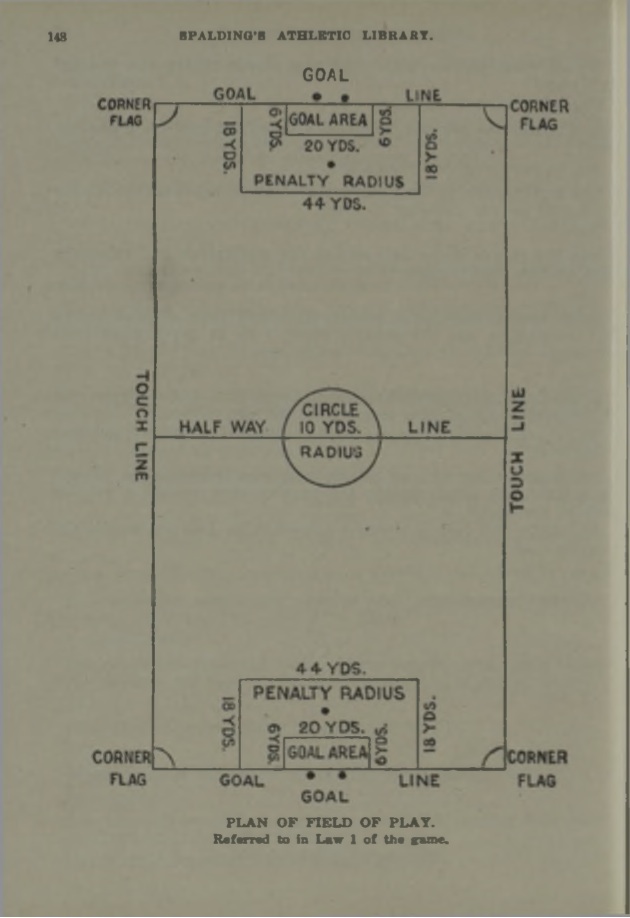 148
SPALDING'S ATHLETIC LIBRARY.
GOAL
GOAL LINE
CORNER FLAG
CORNER FLAG
6 YDS.
GOAL AREA
6 YDS.
18 YDS.
20 YDS.
18 YDS.
PENALTY RADIUS
44 YDS.
TOUCH LINE
TOUCH LINE
CIRCLE
HALF WAY 10 YDS. LINE
RADIUS
44 YDS.
PENALTY RADIUS
18 YDS.
20 YDS.
18 YDS.
6 YDS.
GOAL AREA
6 YDS.
CORNER FLAG
CORNER FLAG
GOAL LINE
GOAL
PLAN OF FIELD OF PLAY.
Referred to in Law 1 of the game.